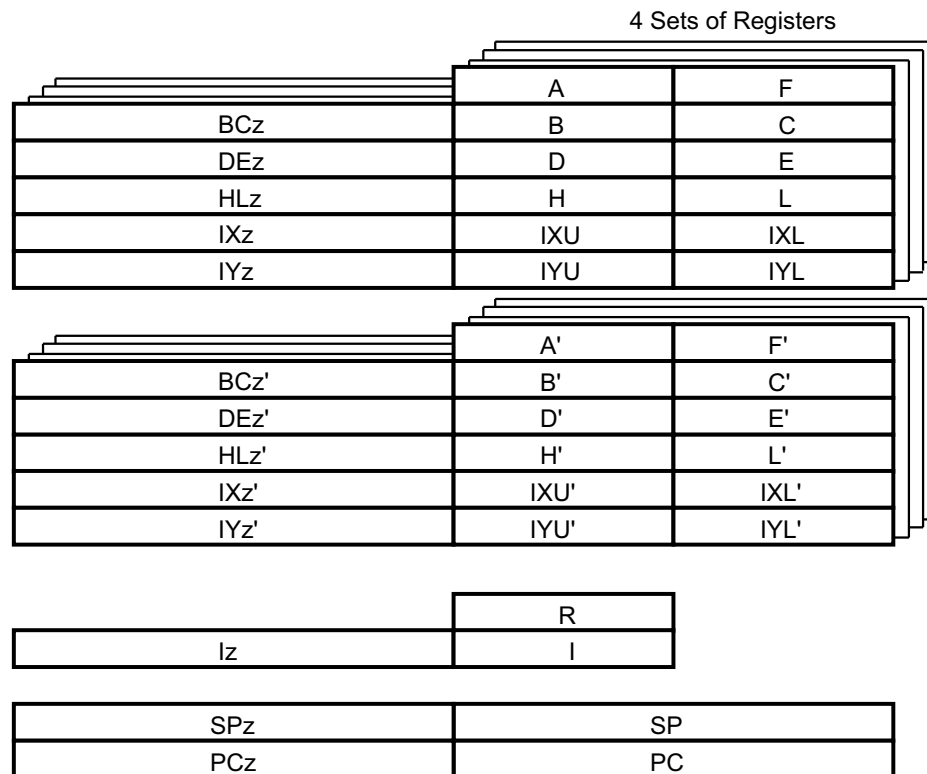 4 Sets of Registers
A F
BCz B C
DEz D E
HLz H L
IXz IXU IXL
IYz IYU IYL
A' F'
BCz' B' C'
DEz' D' E'
HLz' H' L'
IXz' IXU' IXL'
IYz' IYU' IYL'
R
Iz I
SPz SP
PCz PC